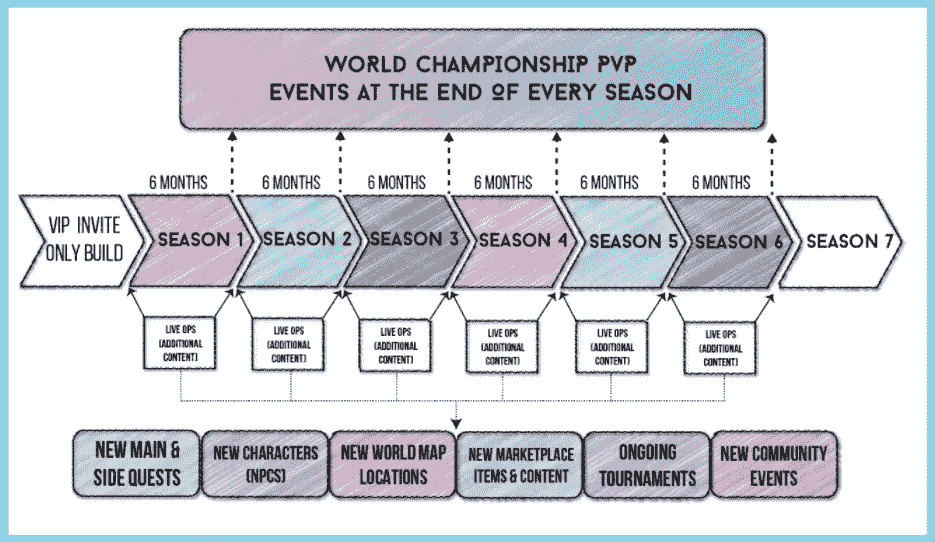 WORLD CHAMPIONSHIP PVP
EVENTS AT THE END OF EVERY SEASON
6 MONTHS
6 MONTHS
6 MONTHS
6 MONTHS
6 MONTHS
6 MONTHS
VIP INVITE
ONLY BUILD
SEASON 1
SEASON 2
SEASON 3
SEASON 4
SEASON 5
SEASON 6
SEASON 7
LIVE OPS
(ADDITIONAL
CONTENT)
LIVE OPS
(ADDITIONAL
CONTENT)
LIVE OPS
(ADDITIONAL
CONTENT)
LIVE OPS
(ADDITIONAL
CONTENT)
LIVE OPS
(ADDITIONAL
CONTENT)
LIVE OPS
(ADDITIONAL
CONTENT)
NEW MAIN &
SIDE QUESTS
NEW CHARACTERS
(NPCS)
NEW WORLD MAP
LOCATIONS
NEW MARKETPLACE
ITEMS & CONTENT
ONGOING
TOURNAMENTS
NEW COMMUNITY
EVENTS